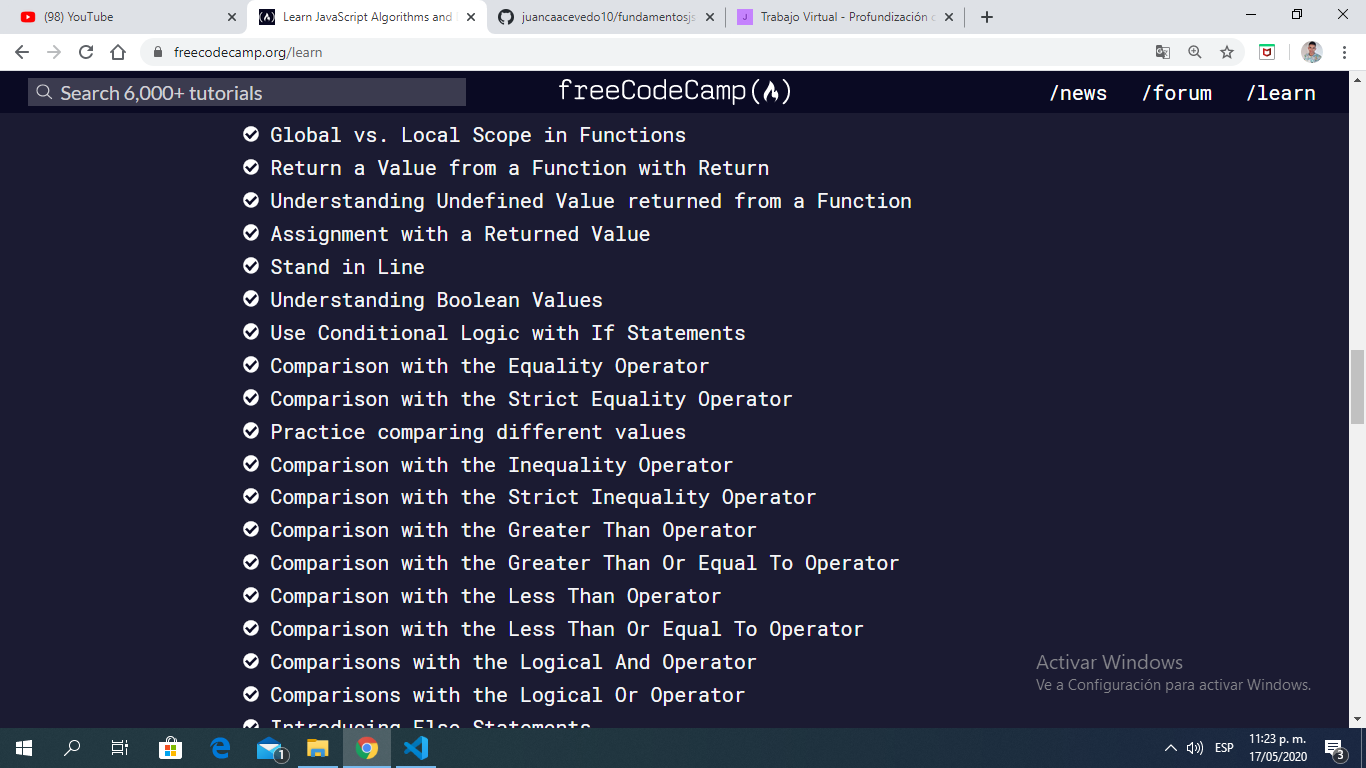 (98) YouTube
Learn JavaScript Algorithms and
juancaacevedo10/fundamentosjs
Trabajo Virtual - Profundización
freecodecamp.org/learn
Search 6,000+ tutorials
freeCodeCamp
/news
/forum
/learn
Global vs. Local Scope in Functions
Return a Value from a Function with Return
Understanding Undefined Value returned from a Function
Assignment with a Returned Value
Stand in Line
Understanding Boolean Values
Use Conditional Logic with If Statements
Comparison with the Equality Operator
Comparison with the Strict Equality Operator
Practice comparing different values
Comparison with the Inequality Operator
Comparison with the Strict Inequality Operator
Comparison with the Greater Than Operator
Comparison with the Greater Than Or Equal To Operator
Comparison with the Less Than Operator
Comparison with the Less Than Or Equal To Operator
Comparisons with the Logical And Operator
Comparisons with the Logical Or Operator
Introducing Else Statements
Activar Windows
Ve a Configuración para activar Windows.
1
ESP
11:23 p. m.
17/05/2020
3